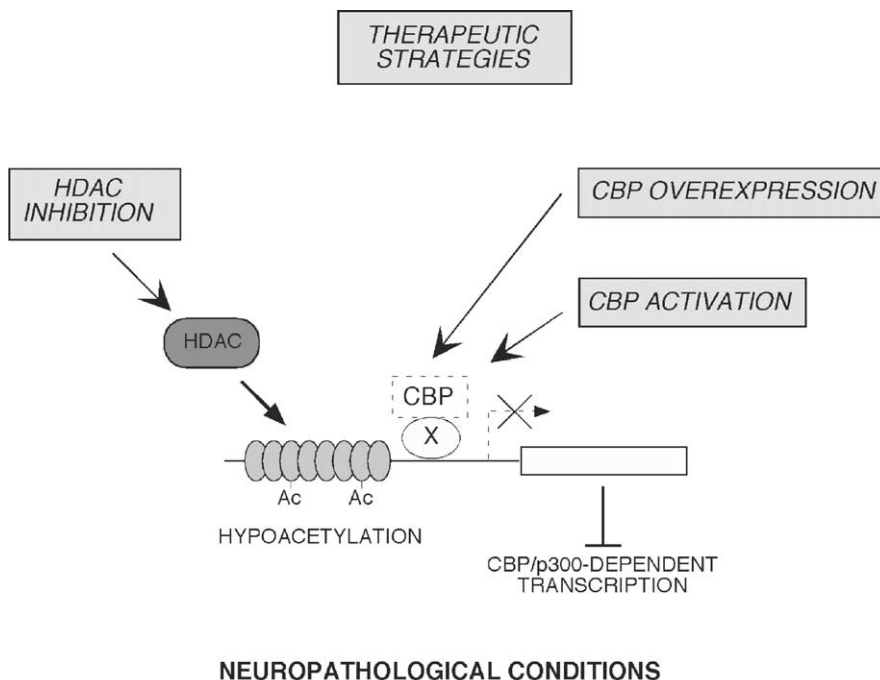 THERAPEUTIC
STRATEGIES
HDAC
INHIBITION
CBP OVEREXPRESSION
CBP ACTIVATION
HDAC
CBP
X
Ac Ac
HYPOACETYLATION
CBP/p300-DEPENDENT
TRANSCRIPTION
NEUROPATHOLOGICAL CONDITIONS